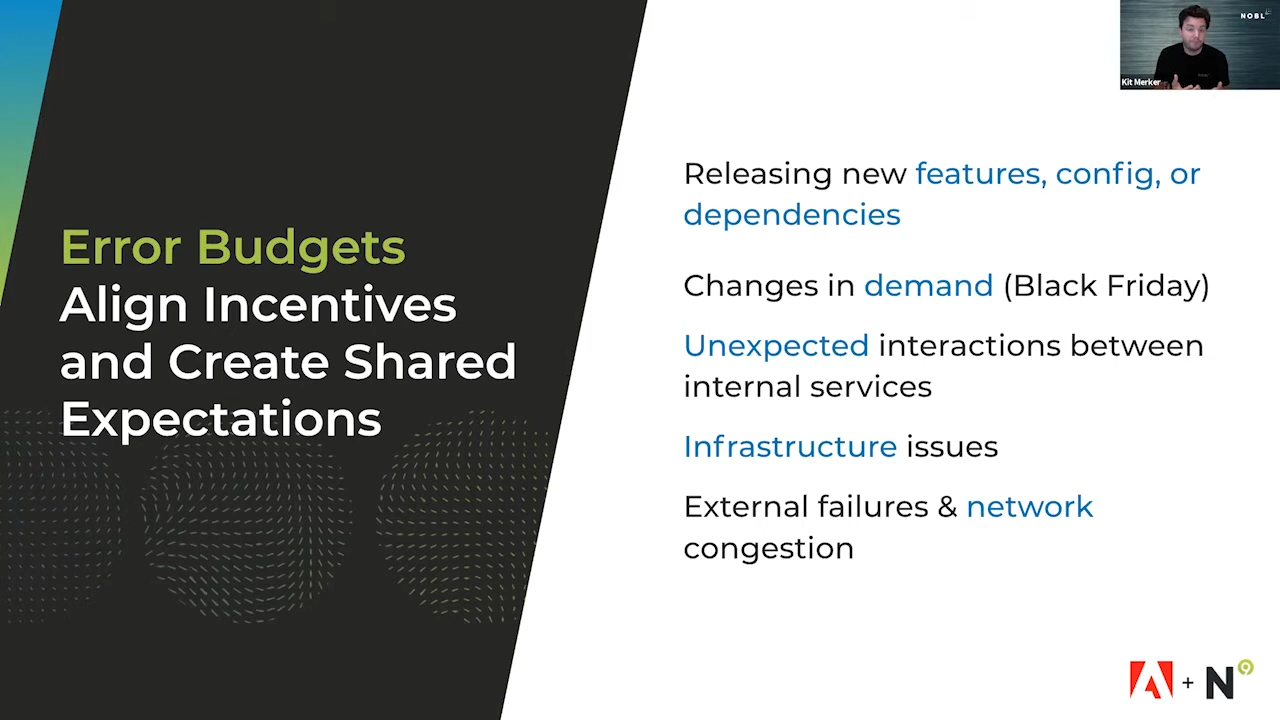 NOBL
Kit Merker
Error Budgets
Align Incentives
and Create Shared
Expectations
Releasing new features, config, or
dependencies
Changes in demand (Black Friday)
Unexpected interactions between
internal services
Infrastructure issues
External failures & network
congestion
+ N9